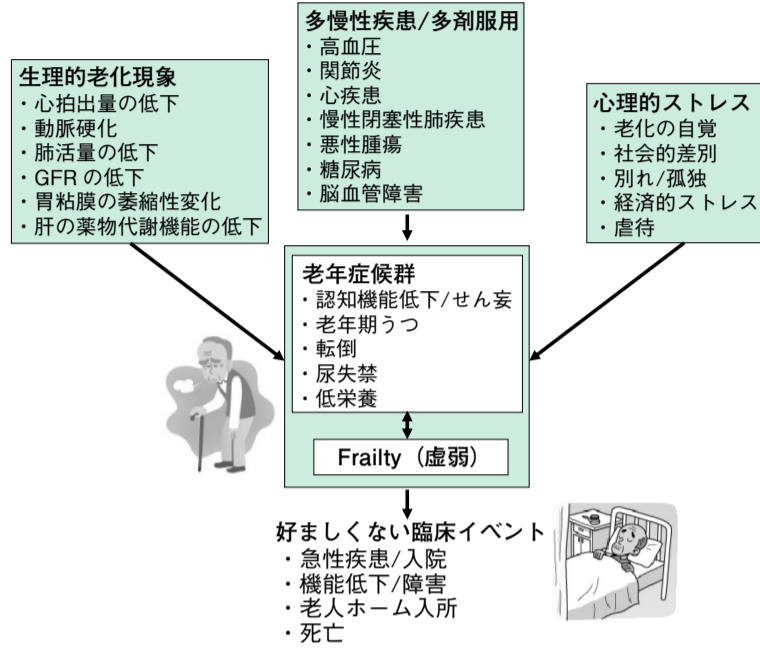 多慢性疾患/多剤服用
・高血圧
・関節炎
・心疾患
・慢性閉塞性肺疾患
・悪性腫瘍
・糖尿病
・脳血管障害
生理的老化現象
・心拍出量の低下
・動脈硬化
・肺活量の低下
・GFR の低下
・胃粘膜の萎縮性変化
・肝の薬物代謝機能の低下
心理的ストレス
・老化の自覚
・社会的差別
・別れ/孤独
・経済的ストレス
・虐待
老年症候群
・認知機能低下/せん妄
・老年期うつ
・転倒
・尿失禁
・低栄養
Frailty（虚弱）
好ましくない臨床イベント
・急性疾患/入院
・機能低下/障害
・老人ホーム入所
・死亡